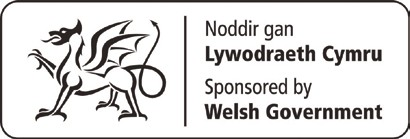 Noddir gan
Lywodraeth Cymru
Sponsored by
Welsh Government